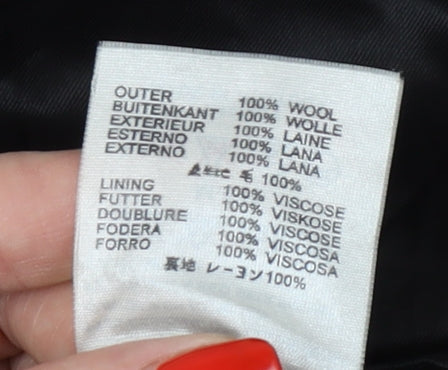 OUTER 100% WOOL
BUITENKANT 100% WOLLE
EXTERIEUR 100% LAINE
ESTERNO 100% LANA
EXTERNO 100% LANA
毛 100%
LINING 100% VISCOSE
FUTTER 100% VISKOSE
DOUBLURE 100% VISCOSE
FODERA 100% VISCOSA
FORRO 100% VISCOSA
裏地 レーヨン100%